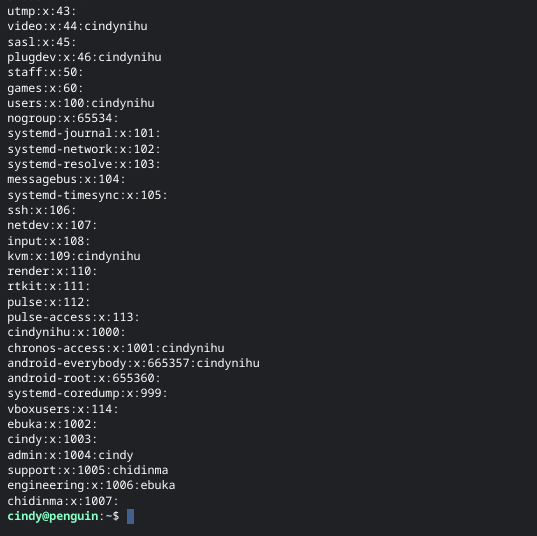 utmp:x:43:
video:x:44:cindynihu
sasl:x:45:
plugdev:x:46:cindynihu
staff:x:50:
games:x:60:
users:x:100:cindynihu
nogroup:x:65534:
systemd-journal:x:101:
systemd-network:x:102:
systemd-resolve:x:103:
messagebus:x:104:
systemd-timesync:x:105:
ssh:x:106:
netdev:x:107:
input:x:108:
kvm:x:109:cindynihu
render:x:110:
rtkit:x:111:
pulse:x:112:
pulse-access:x:113:
cindynihu:x:1000:
chronos-access:x:1001:cindynihu
android-everybody:x:665357:cindynihu
android-root:x:655360:
systemd-coredump:x:999:
vboxusers:x:114:
ebuka:x:1002:
cindy:x:1003:
admin:x:1004:cindy
support:x:1005:chidinma
engineering:x:1006:ebuka
chidinma:x:1007:
cindy@penguin:~$